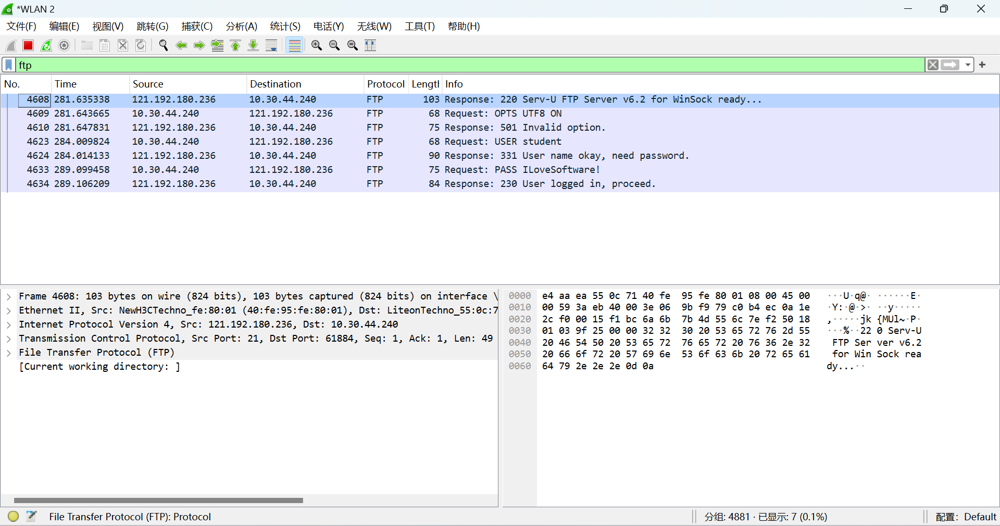 *WLAN 2
文件(F) 编辑(E) 视图(V) 跳转(G) 捕获(C) 分析(A) 统计(S) 电话(Y) 无线(W) 工具(T) 帮助(H)
ftp
No. Time Source Destination Protocol Lengtl Info
4608 281.635338 121.192.180.236 10.30.44.240 FTP 103 Response: 220 Serv-U FTP Server v6.2 for WinSock ready...
4609 281.643665 10.30.44.240 121.192.180.236 FTP 68 Request: OPTS UTF8 ON
4610 281.647831 121.192.180.236 10.30.44.240 FTP 75 Response: 501 Invalid option.
4623 284.009824 10.30.44.240 121.192.180.236 FTP 68 Request: USER student
4624 284.014133 121.192.180.236 10.30.44.240 FTP 90 Response: 331 User name okay, need password.
4633 289.099458 10.30.44.240 121.192.180.236 FTP 75 Request: PASS ILoveSoftware!
4634 289.106209 121.192.180.236 10.30.44.240 FTP 84 Response: 230 User logged in, proceed.
Frame 4608: 103 bytes on wire (824 bits), 103 bytes captured (824 bits) on interface \
Ethernet II, Src: NewH3CTechno_fe:80:01 (40:fe:95:fe:80:01), Dst: LiteonTechno_55:0c:7
Internet Protocol Version 4, Src: 121.192.180.236, Dst: 10.30.44.240
Transmission Control Protocol, Src Port: 21, Dst Port: 61884, Seq: 1, Ack: 1, Len: 49
File Transfer Protocol (FTP)
[Current working directory: ]
0000 e4 aa ea 55 0c 71 40 fe 95 fe 80 01 08 00 45 00 ···U·q@· ······E·
0010 00 59 3a eb 40 00 3e 06 9b f9 79 c0 b4 ec 0a 1e ·Y:·@·>· ··y·····
0020 2c f0 00 15 f1 bc 6a 6b 7b 4d 55 6c 7e f2 50 18 ,·····jk {MUl~·P·
0030 01 03 9f 25 00 00 32 32 30 20 53 65 72 76 2d 55 ···%··22 0 Serv-U
0040 20 46 54 50 20 53 65 72 76 65 72 20 76 36 2e 32 FTP Ser ver v6.2
0050 20 66 6f 72 20 57 69 6e 53 6f 63 6b 20 72 65 61 for Win Sock rea
0060 64 79 2e 2e 2e 0d 0a dy...··
File Transfer Protocol (FTP): Protocol 分组: 4881 · 已显示: 7 (0.1%) 配置: Default